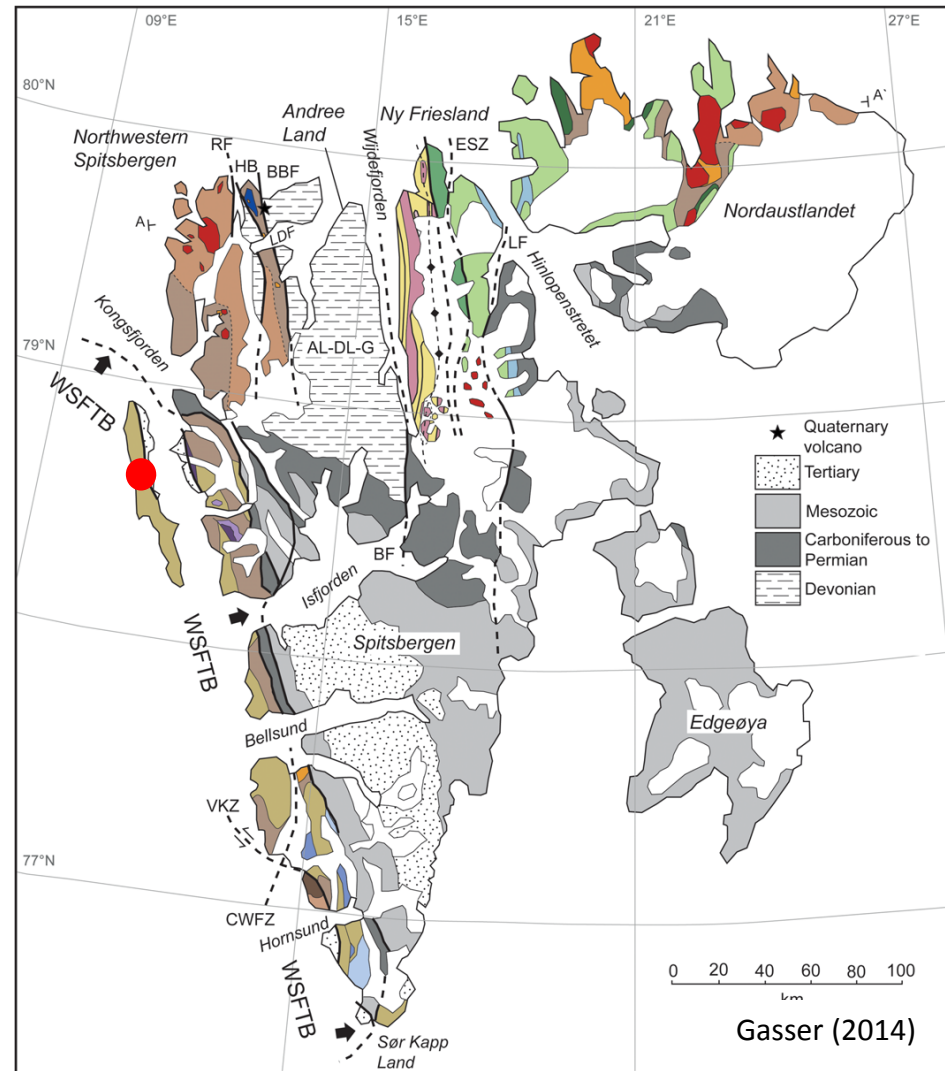 09°E
15°E
21°E
27°E
80°N
Northwestern
Spitsbergen
Andree
Land
Ny Friesland
RF
HB
BBF
Wijdefjorden
ESZ
A
A`
LDF
Nordaustlandet
LF
Hinlopenstretet
Kongsfjorden
79°N
AL-DL-G
WSFTB
Quaternary
volcano
Tertiary
Mesozoic
Carboniferous to
Permian
Devonian
BF
Isfjorden
WSFTB
Spitsbergen
Edgeøya
Bellsund
VKZ
77°N
CWFZ
Hornsund
WSFTB
0 20 40 60 80 100
km
Sør Kapp
Land
Gasser (2014)